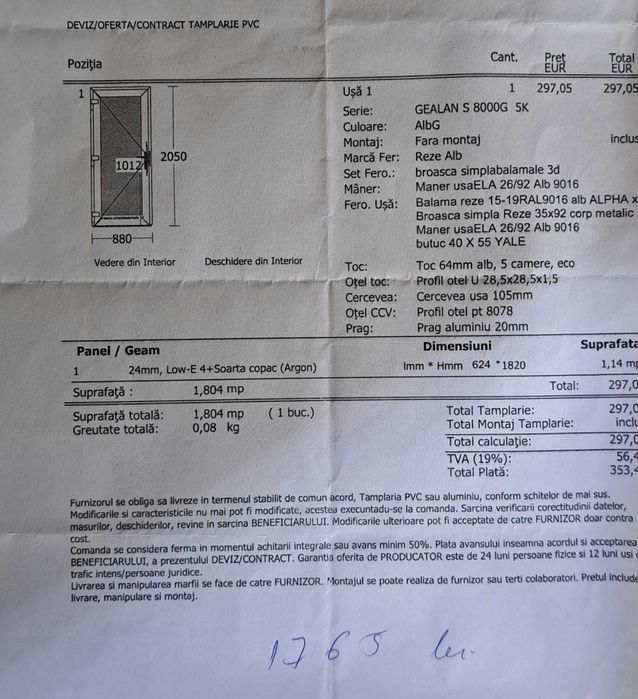 DEVIZ/OFERTA/CONTRACT TAMPLARIE PVC
Poziția Cant. Pret EUR Total EUR
1 Ușă 1 1 297,05 297,05
Serie: GEALAN S 8000G 5K
Culoare: AlbG
Montaj: Fara montaj inclus
Marcă Fer: Reze Alb
Set Fero.: broasca simplabalamale 3d
Mâner: Maner usaELA 26/92 Alb 9016
Fero. Ușă: Balama reze 15-19RAL9016 alb ALPHA x
Broasca simpla Reze 35x92 corp metalic
Maner usaELA 26/92 Alb 9016
butuc 40 X 55 YALE
1012
2050
880
Vedere din Interior Deschidere din Interior
Toc: Toc 64mm alb, 5 camere, eco
Oțel toc: Profil otel U 28,5x28,5x1,5
Cercevea: Cercevea usa 105mm
Oțel CCV: Profil otel pt 8078
Prag: Prag aluminiu 20mm
Panel / Geam Dimensiuni Suprafata
1 24mm, Low-E 4+Soarta copac (Argon) lmm * Hmm 624 *1820 1,14 mp
Suprafață : 1,804 mp Total: 297,0
Suprafață totală: 1,804 mp ( 1 buc.) Total Tamplarie: 297,0
Greutate totală: 0,08 kg Total Montaj Tamplarie: inclu
Total calculație: 297,0
TVA (19%): 56,4
Total Plată: 353,4
Furnizorul se obliga sa livreze in termenul stabilit de comun acord, Tamplaria PVC sau aluminiu, conform schitelor de mai sus.
Modificarile si caracteristicile nu mai pot fi modificate, acestea executandu-se la comanda. Sarcina verificarii corectitudinii datelor,
masurilor, deschiderilor, revine in sarcina BENEFICIARULUI. Modificarile ulterioare pot fi acceptate de catre FURNIZOR doar contra
cost.
Comanda se considera ferma in momentul achitarii integrale sau avans minim 50%. Plata avansului inseamna acordul si acceptarea
BENEFICIARULUI, a prezentului DEVIZ/CONTRACT. Garantia oferita de PRODUCATOR este de 24 luni persoane fizice si 12 luni usi c
trafic intens/persoane juridice.
Livrarea si manipularea marfii se face de catre FURNIZOR. Montajul se poate realiza de furnizor sau terti colaboratori. Pretul include
livrare, manipulare si montaj.
1765 lei